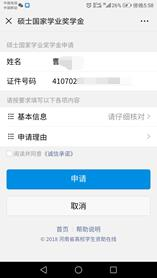 中国电信
中国移动
26%
傍晚5:58
硕士国家学业奖学金
硕士国家学业奖学金申请
姓名 曹
证件号码 410702
请按要求填写以下各项内容
基本信息 请仔细核对
申请理由
阅读并同意《诚信承诺》
申请
取消
首页 | 帮助说明
© 2018 河南省高校学生资助在线